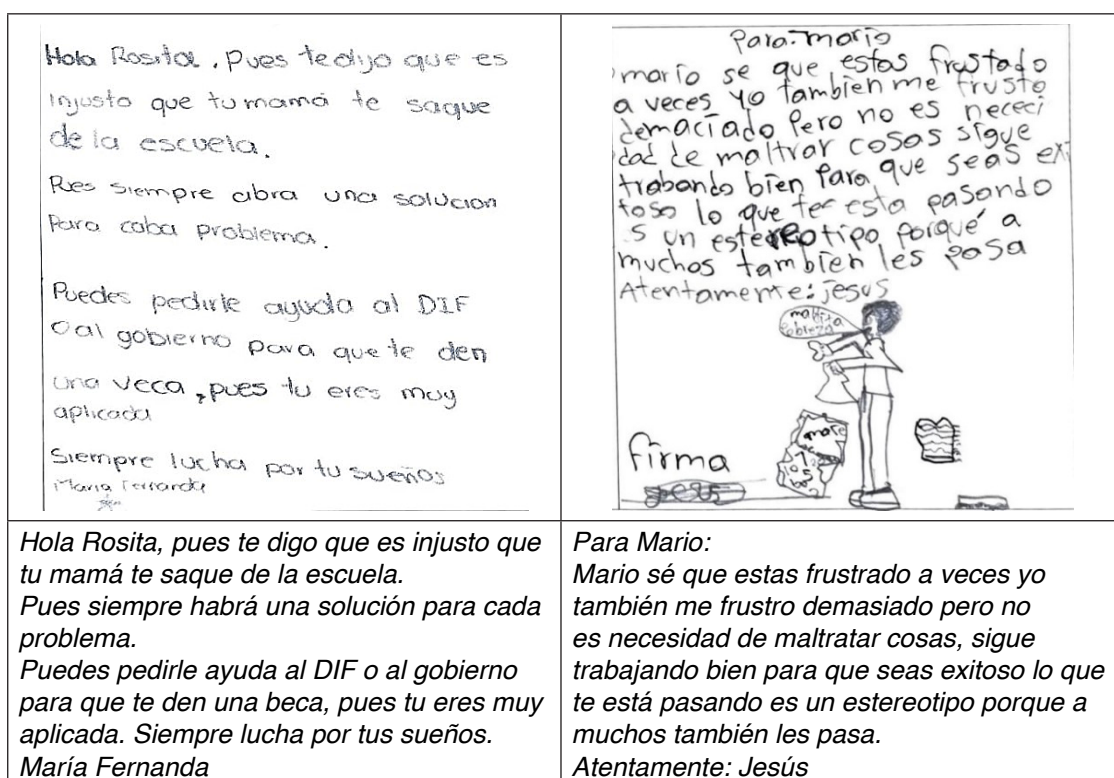 Hola Rosita, pues te dijo que es
injusto que tu mamá te saque
de la escuela.
Pues siempre abra una solucion
Para caba problema.
Puedes pedirle ayuda al DIF
o al gobierno para que te den
una veca, pues tu eres muy
aplicada
Siempre lucha por tu sueños
Maria Fernanda
Para: mario
mario se que estas frustado
a veces yo tambien me frusto
demaciado Pero no es nececi
dad de maltrar cosas sigue
trabando bien Para que seas exi
toso lo que te esta pasando
s un estereotipo porqué a
muchos tambien les pasa
Atentamente: jesus
maldita
pobreza
more
firma
jesus
Hola Rosita, pues te digo que es injusto que
tu mamá te saque de la escuela.
Pues siempre habrá una solución para cada
problema.
Puedes pedirle ayuda al DIF o al gobierno
para que te den una beca, pues tu eres muy
aplicada. Siempre lucha por tus sueños.
María Fernanda
Para Mario:
Mario sé que estas frustrado a veces yo
también me frustro demasiado pero no
es necesidad de maltratar cosas, sigue
trabajando bien para que seas exitoso lo que
te está pasando es un estereotipo porque a
muchos también les pasa.
Atentamente: Jesús